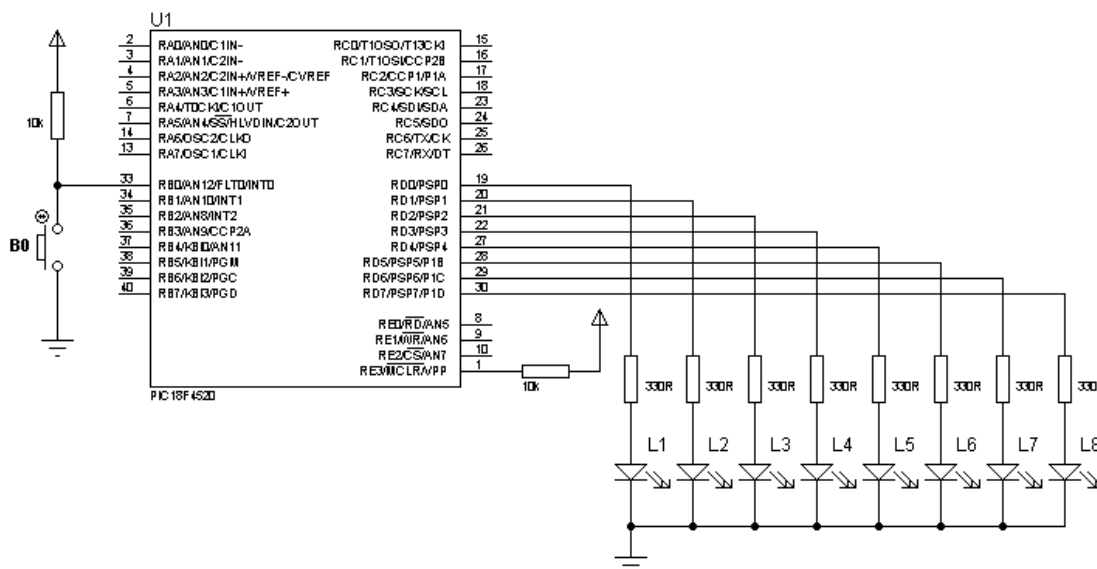 U1
2 RA0/AN0/C1IN-
3 RA1/AN1/C2IN-
4 RA2/AN2/C2IN+/VREF-/CVREF
5 RA3/AN3/C1IN+/VREF+
6 RA4/T0CKI/C1OUT
7 RA5/AN4/SS/HLVDIN/C2OUT
14 RA6/OSC2/CLKO
13 RA7/OSC1/CLKI
33 RB0/AN12/FLT0/INT0
34 RB1/AN10/INT1
35 RB2/AN8/INT2
36 RB3/AN9/CCP2A
37 RB4/KBI0/AN11
38 RB5/KBI1/PGM
39 RB6/KBI2/PGC
40 RB7/KBI3/PGD
RC0/T1OSO/T13CKI 15
RC1/T1OSI/CCP2B 16
RC2/CCP1/P1A 17
RC3/SCK/SCL 18
RC4/SDI/SDA 23
RC5/SDO 24
RC6/TX/CK 25
RC7/RX/DT 26
RD0/PSP0 19
RD1/PSP1 20
RD2/PSP2 21
RD3/PSP3 22
RD4/PSP4 27
RD5/PSP5/P1B 28
RD6/PSP6/P1C 29
RD7/PSP7/P1D 30
RE0/RD/AN5 8
RE1/WR/AN6 9
RE2/CS/AN7 10
RE3/MCLR/VPP 1
PIC18F4520
10k
B0
10k
330R 330R 330R 330R 330R 330R 330R 330
L1 L2 L3 L4 L5 L6 L7 L8